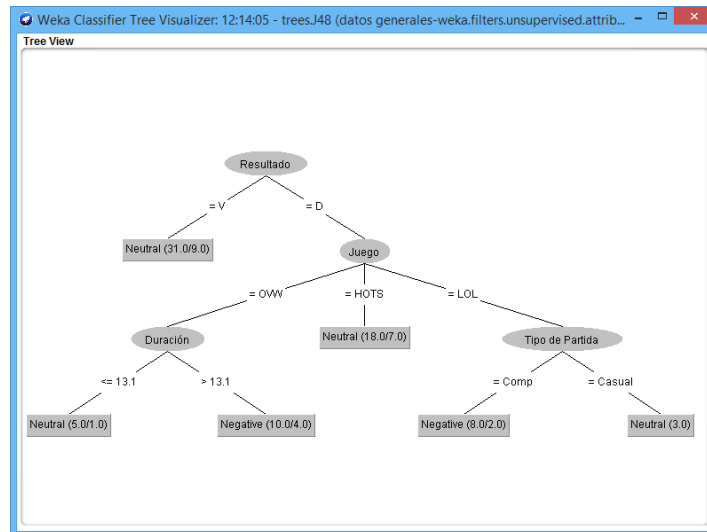 Weka Classifier Tree Visualizer: 12:14:05 - trees.J48 (datos generales-weka.filters.unsupervised.attrib...
Tree View
Resultado
= V
= D
Neutral (31.0/9.0)
Juego
= OVW
= HOTS
= LOL
Duración
Neutral (18.0/7.0)
Tipo de Partida
<= 13.1
> 13.1
= Comp
= Casual
Neutral (5.0/1.0)
Negative (10.0/4.0)
Negative (8.0/2.0)
Neutral (3.0)